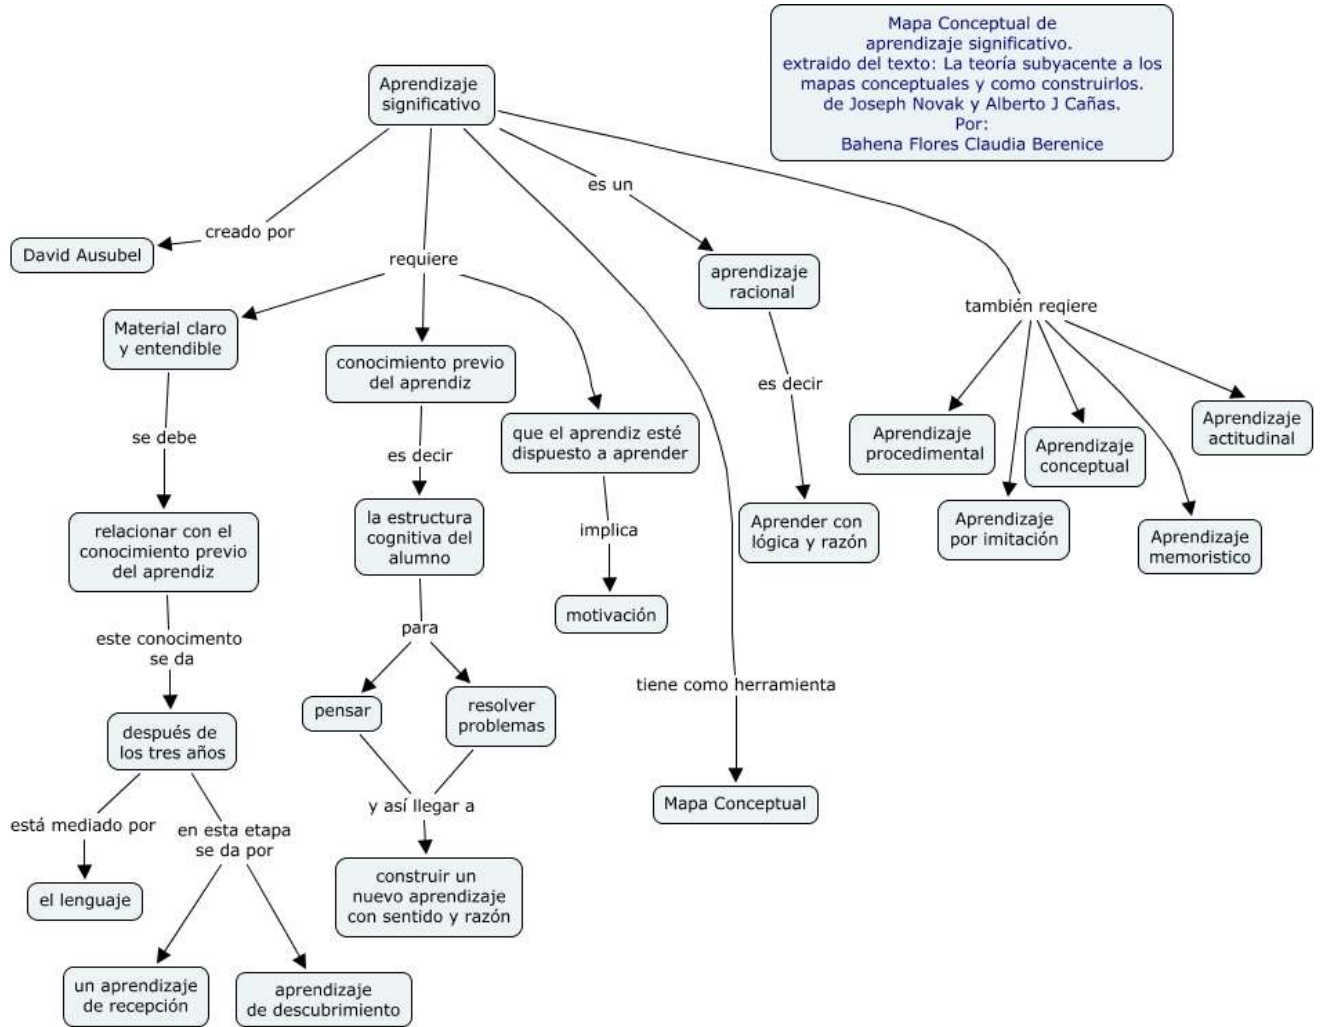 Mapa Conceptual de
aprendizaje significativo.
extraido del texto: La teoría subyacente a los
mapas conceptuales y como construirlos.
de Joseph Novak y Alberto J Cañas.
Por:
Bahena Flores Claudia Berenice
Aprendizaje
significativo
creado por
David Ausubel
requiere
Material claro
y entendible
se debe
relacionar con el
conocimiento previo
del aprendiz
este conocimento
se da
después de
los tres años
está mediado por
el lenguaje
en esta etapa
se da por
un aprendizaje
de recepción
aprendizaje
de descubrimiento
conocimiento previo
del aprendiz
es decir
la estructura
cognitiva del
alumno
para
pensar
resolver
problemas
y así llegar a
construir un
nuevo aprendizaje
con sentido y razón
que el aprendiz esté
dispuesto a aprender
implica
motivación
tiene como herramienta
Mapa Conceptual
es un
aprendizaje
racional
es decir
Aprender con
lógica y razón
también reqiere
Aprendizaje
procedimental
Aprendizaje
por imitación
Aprendizaje
conceptual
Aprendizaje
memoristico
Aprendizaje
actitudinal